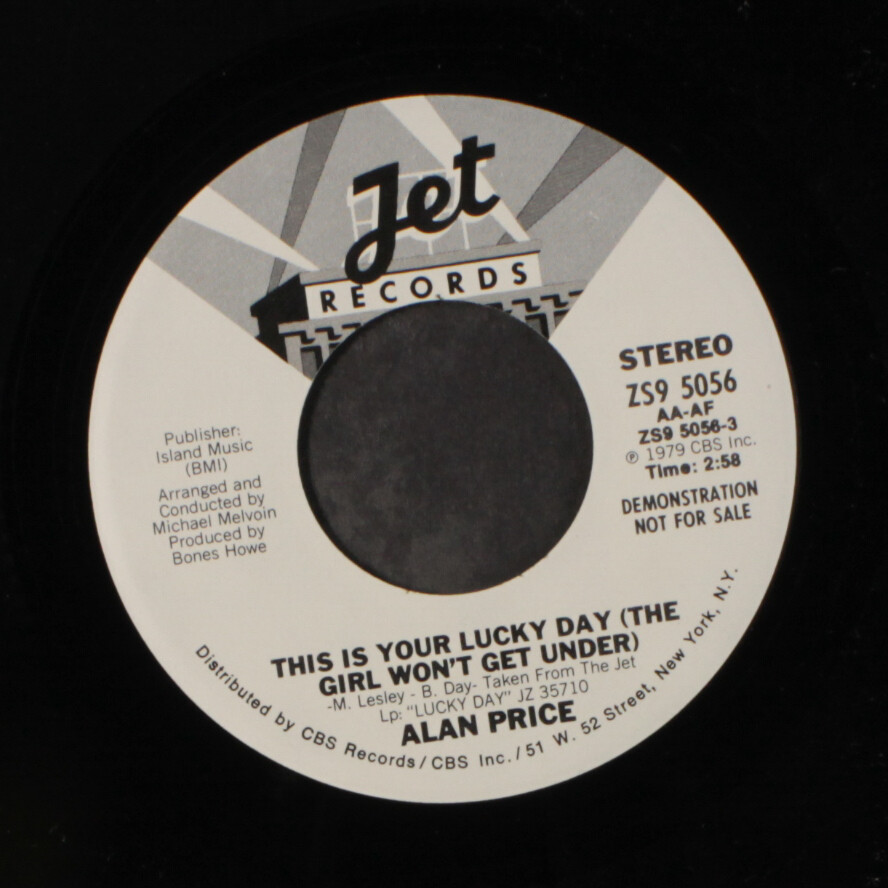 Jet
RECORDS
STEREO
ZS9 5056
AA-AF
ZS9 5056-3
℗ 1979 CBS Inc.
Time: 2:58
DEMONSTRATION
NOT FOR SALE
Publisher:
Island Music
(BMI)
Arranged and
Conducted by
Michael Melvoin
Produced by
Bones Howe
THIS IS YOUR LUCKY DAY (THE
GIRL WON'T GET UNDER)
-M. Lesley - B. Day- Taken From The Jet
Lp: "LUCKY DAY" JZ 35710
ALAN PRICE
Distributed by CBS Records/CBS Inc./51 W. 52 Street, New York, N.Y.